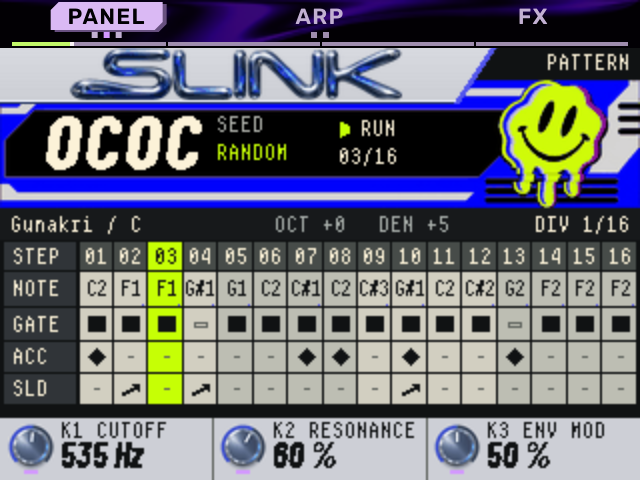 PANEL ARP FX
SLINK
PATTERN
0C0C SEED RANDOM
RUN 03/16
Gunakri / C OCT +0 DEN +5 DIV 1/16
STEP 01 02 03 04 05 06 07 08 09 10 11 12 13 14 15 16
NOTE C2 F1 F1 G#1 G1 C2 C#1 C2 C#3 G#1 C2 C#2 G2 F2 F2 F2
GATE
ACC - - - - - - - - - - -
SLD - - - - - - - - - - - - -
K1 CUTOFF
535 Hz
K2 RESONANCE
60 %
K3 ENV MOD
50 %